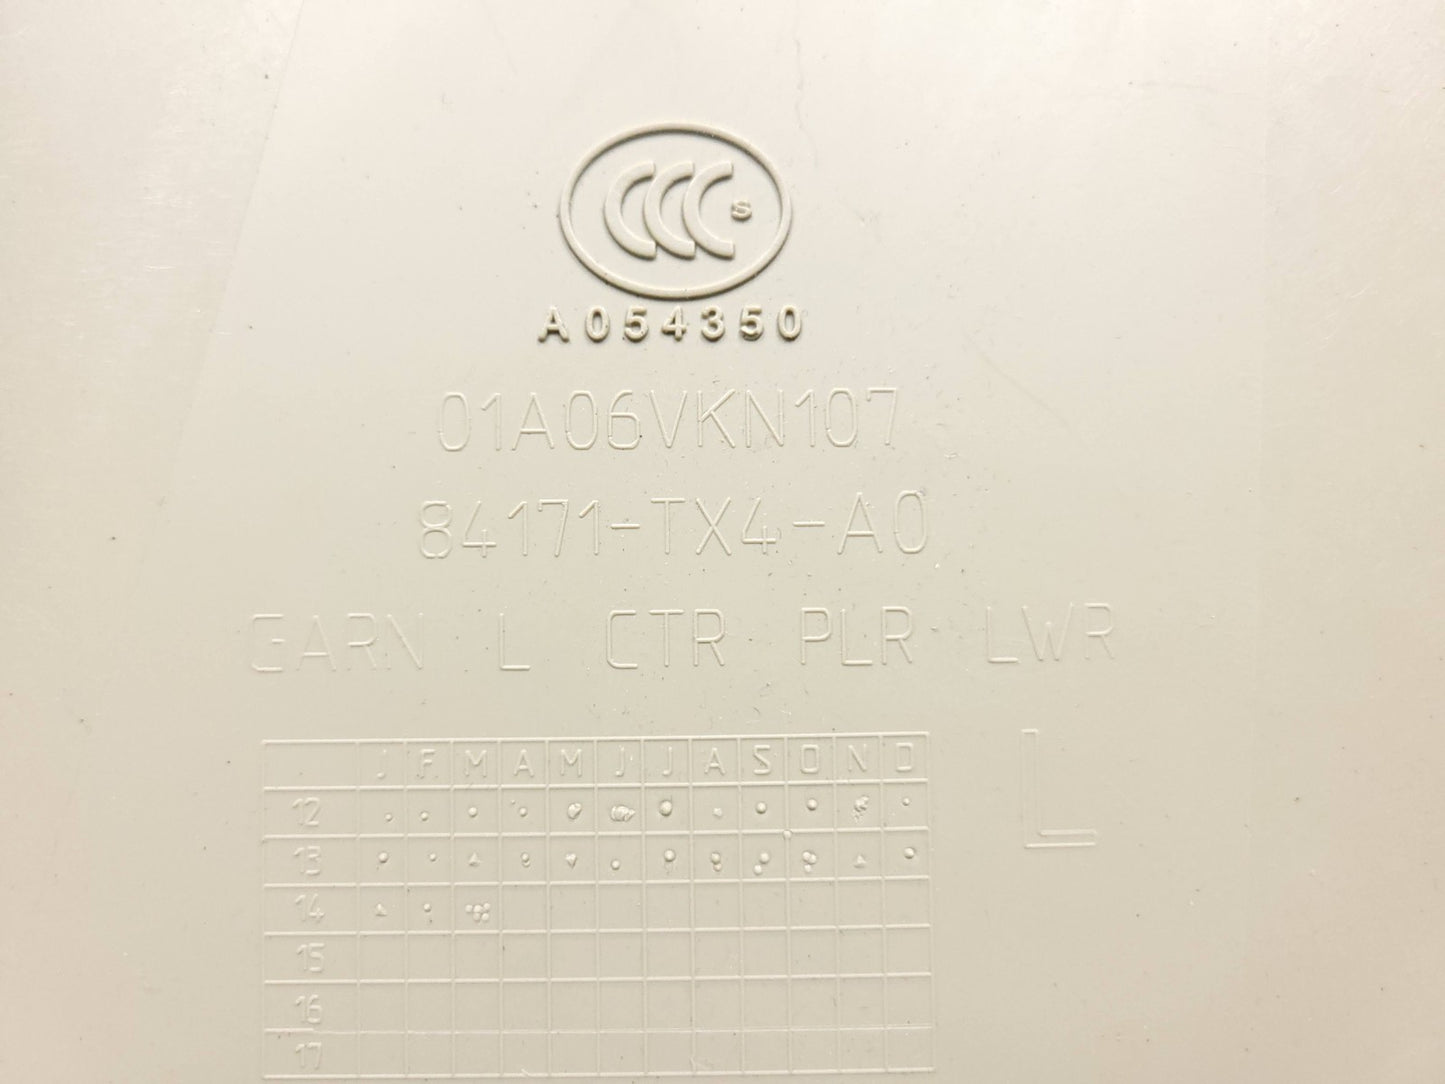 CCC S
A054350
01A06VKN107
84171-TX4-A0
GARN L CTR PLR LWR
J F M A M J J A S O N D
12
13
14
15
16
17
L